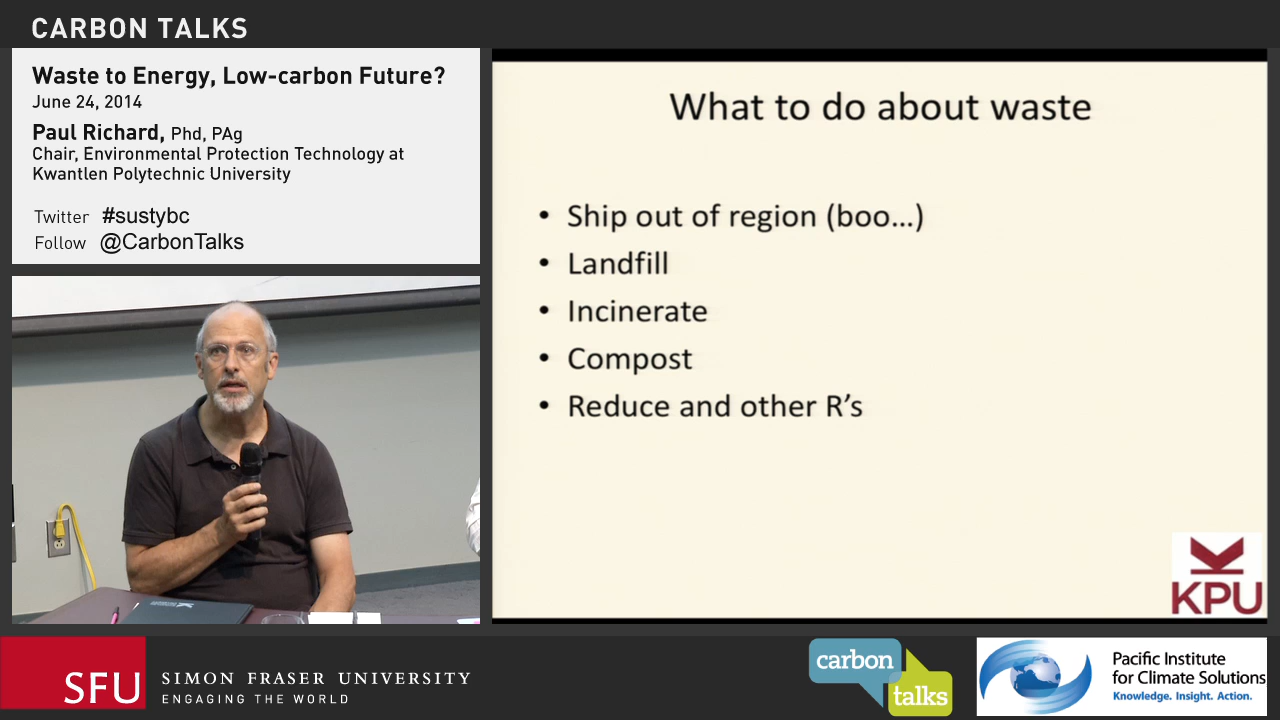 CARBON TALKS
Waste to Energy, Low-carbon Future?
June 24, 2014
Paul Richard, Phd, PAg
Chair, Environmental Protection Technology at
Kwantlen Polytechnic University
Twitter #sustybc
Follow @CarbonTalks
What to do about waste
• Ship out of region (boo...)
• Landfill
• Incinerate
• Compost
• Reduce and other R's
KPU
SFU
SIMON FRASER UNIVERSITY
ENGAGING THE WORLD
carbon
talks
Pacific Institute
for Climate Solutions
Knowledge. Insight. Action.